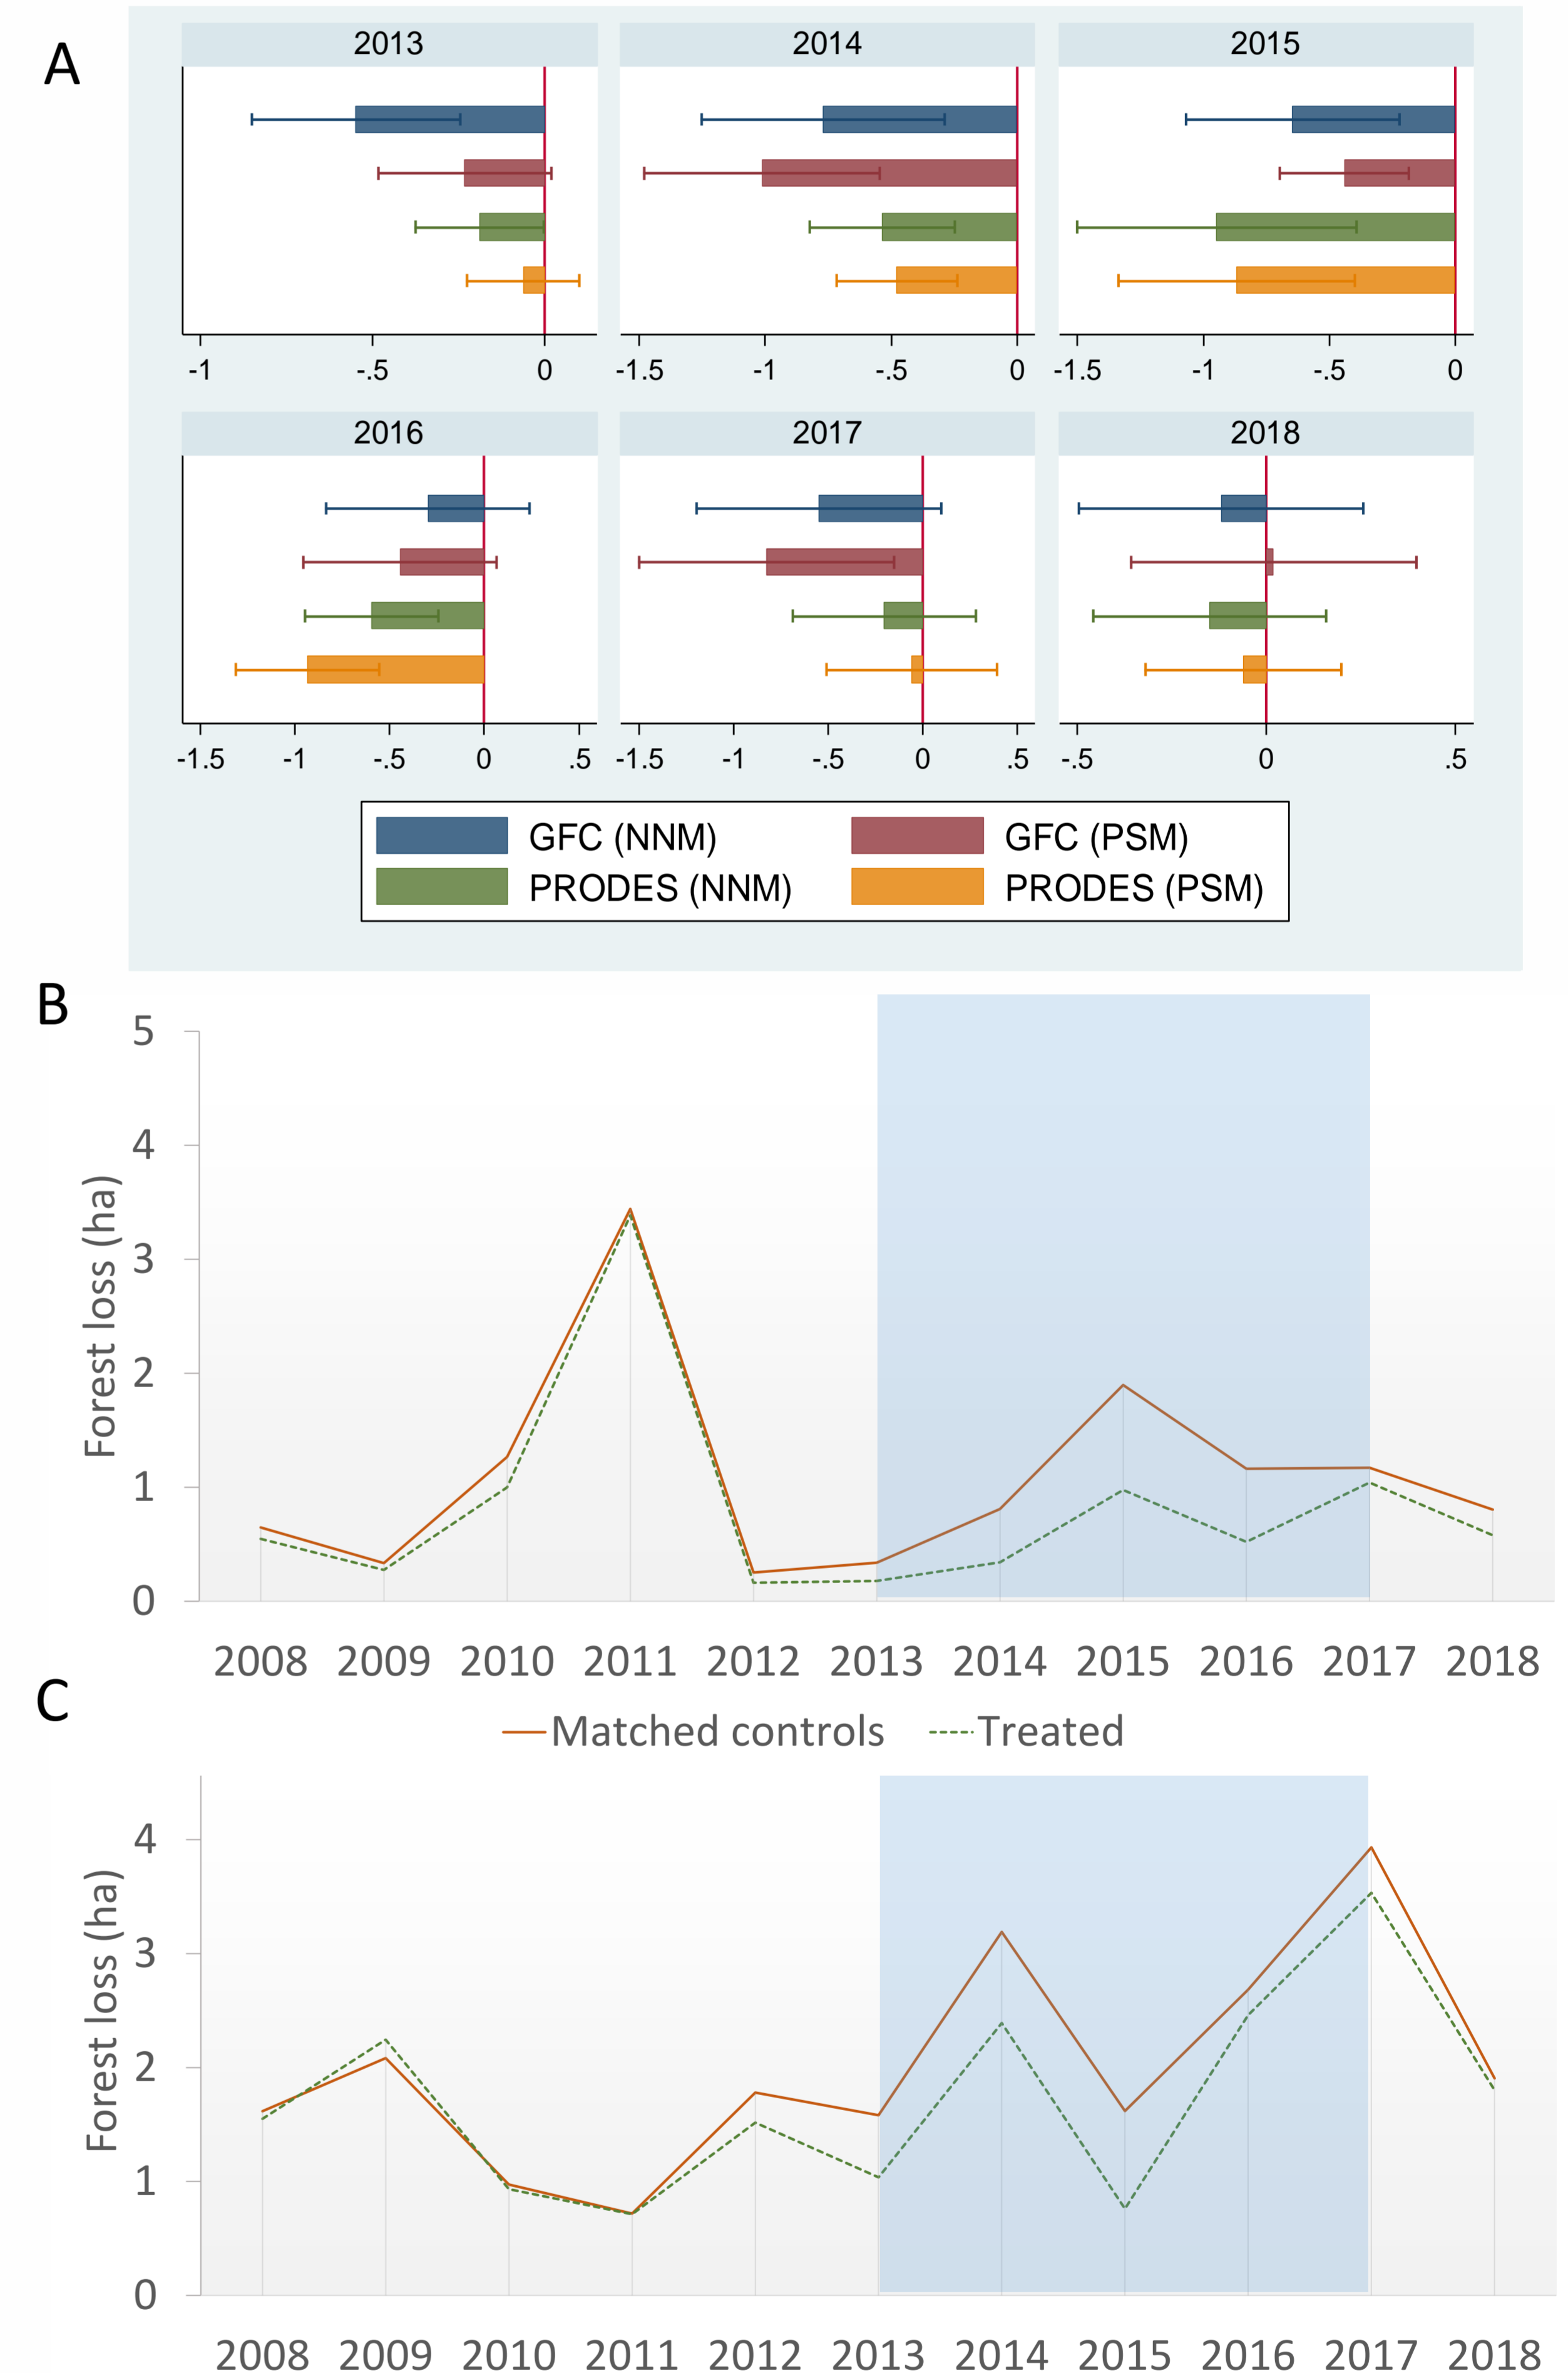 A
2013 2014 2015
-1 -.5 0 -1.5 -1 -.5 0 -1.5 -1 -.5 0
2016 2017 2018
-1.5 -1 -.5 0 .5 -1.5 -1 -.5 0 .5 -.5 0 .5
GFC (NNM) GFC (PSM)
PRODES (NNM) PRODES (PSM)
B
Forest loss (ha)
5
4
3
2
1
0
2008 2009 2010 2011 2012 2013 2014 2015 2016 2017 2018
C
Matched controls Treated
Forest loss (ha)
4
3
2
1
0
2008 2009 2010 2011 2012 2013 2014 2015 2016 2017 2018